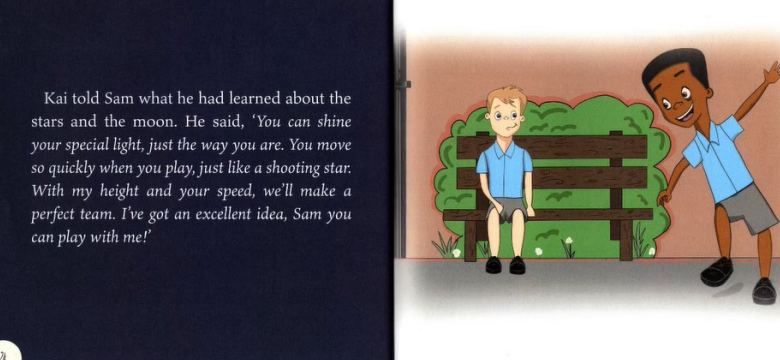 Kai told Sam what he had learned about the
stars and the moon. He said, ‘You can shine
your special light, just the way you are. You move
so quickly when you play, just like a shooting star.
With my height and your speed, we’ll make a
perfect team. I’ve got an excellent idea, Sam you
can play with me!’